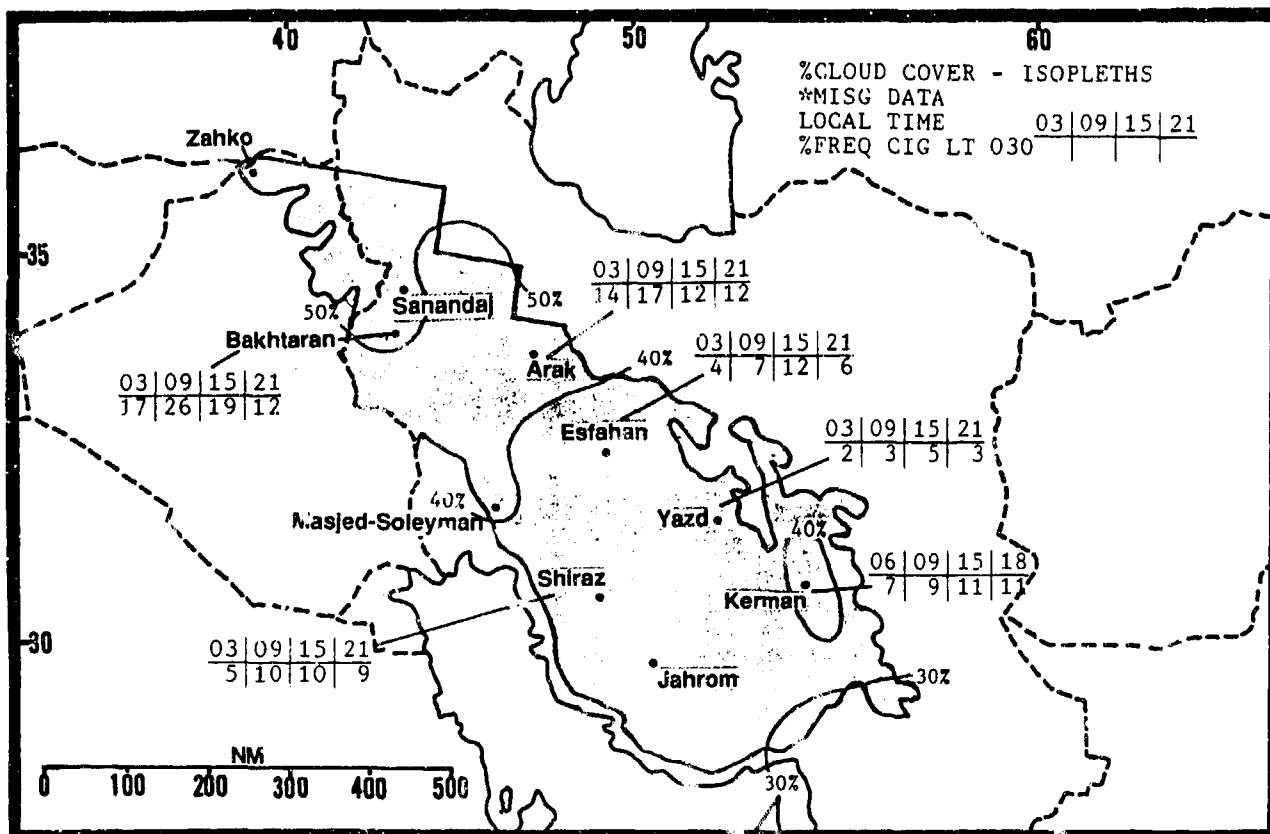 40 50 60
%CLOUD COVER - ISOPLETHS
*MISG DATA
LOCAL TIME 03|09|15|21
%FREQ CIG LT 030
Zahko
35
03|09|15|21
14|17|12|12
50%
Sanandaj
50%
Bakhtaran
Arak
40%
03|09|15|21
4|7|12|6
03|09|15|21
17|26|19|12
Esfahan
03|09|15|21
2|3|5|3
40%
Masjed-Soleyman
Yazd
40%
Shiraz
06|09|15|18
7|9|11|11
Kerman
30
03|09|15|21
5|10|10|9
Jahrom
30%
NM
0 100 200 300 400 500
30%